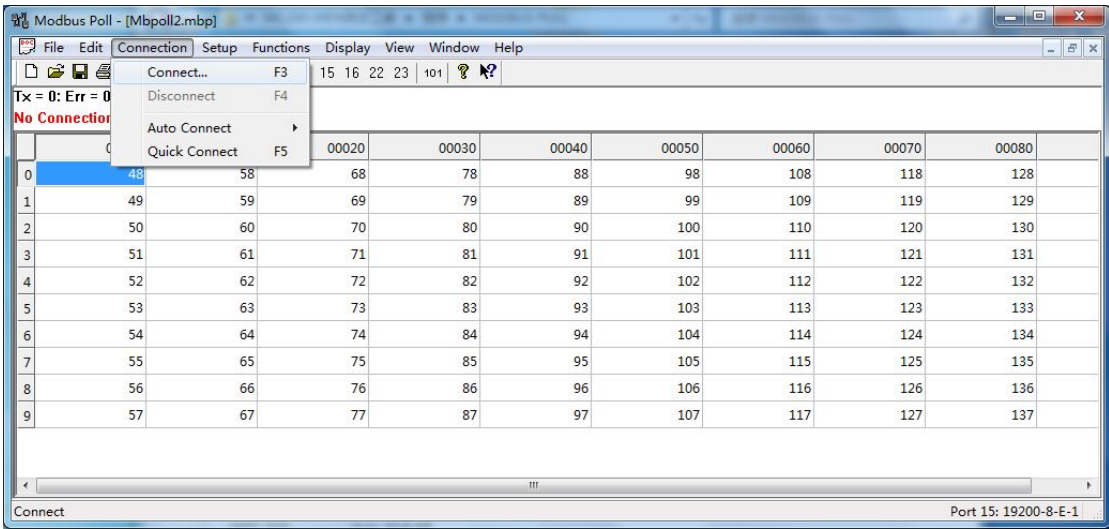 Modbus Poll - [Mbpoll2.mbp]
File Edit Connection Setup Functions Display View Window Help
15 16 22 23 101
Connect... F3
Disconnect F4
Auto Connect
Quick Connect F5
Tx = 0: Err = 0
No Connection
00020 00030 00040 00050 00060 00070 00080
0 48 58 68 78 88 98 108 118 128
1 49 59 69 79 89 99 109 119 129
2 50 60 70 80 90 100 110 120 130
3 51 61 71 81 91 101 111 121 131
4 52 62 72 82 92 102 112 122 132
5 53 63 73 83 93 103 113 123 133
6 54 64 74 84 94 104 114 124 134
7 55 65 75 85 95 105 115 125 135
8 56 66 76 86 96 106 116 126 136
9 57 67 77 87 97 107 117 127 137
Connect Port 15: 19200-8-E-1